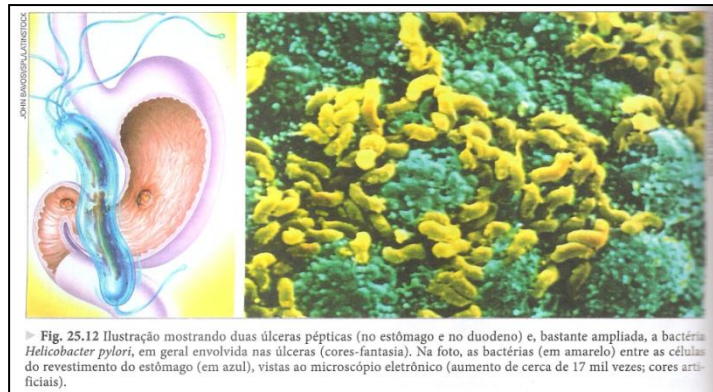 JOHN BAVOSI/SPL/LATINSTOCK
▶ Fig. 25.12 Ilustração mostrando duas úlceras pépticas (no estômago e no duodeno) e, bastante ampliada, a bactéria
Helicobacter pylori, em geral envolvida nas úlceras (cores-fantasia). Na foto, as bactérias (em amarelo) entre as células
do revestimento do estômago (em azul), vistas ao microscópio eletrônico (aumento de cerca de 17 mil vezes; cores arti-
ficiais).